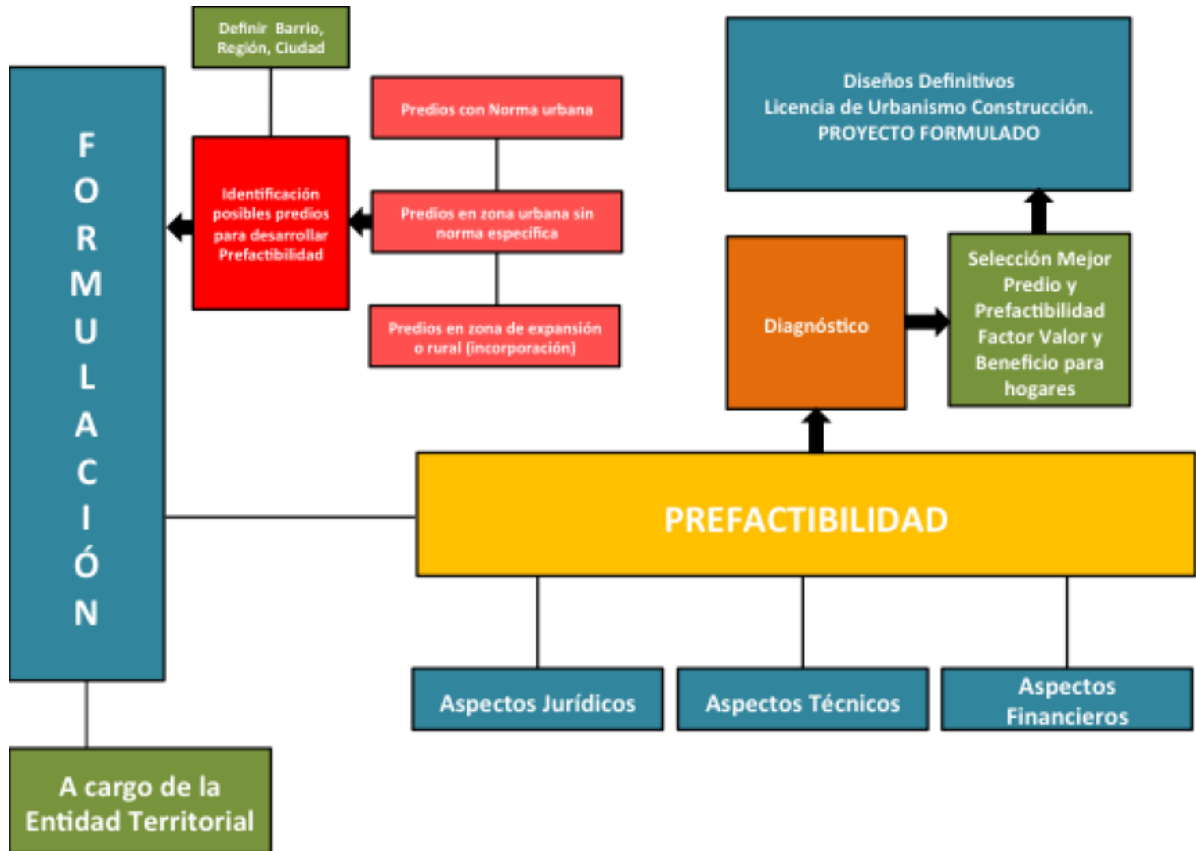 Definir Barrio,
Región, Ciudad
FORMULACIÓN
Identificación
posibles predios
para desarrollar
Prefactibilidad
Predios con Norma urbana
Predios en zona urbana sin
norma específica
Predios en zona de expansión
o rural (incorporación)
Diseños Definitivos
Licencia de Urbanismo Construcción.
PROYECTO FORMULADO
Diagnóstico
Selección Mejor
Predio y
Prefactibilidad
Factor Valor y
Beneficio para
hogares
PREFACTIBILIDAD
Aspectos Jurídicos
Aspectos Técnicos
Aspectos
Financieros
A cargo de la
Entidad Territorial